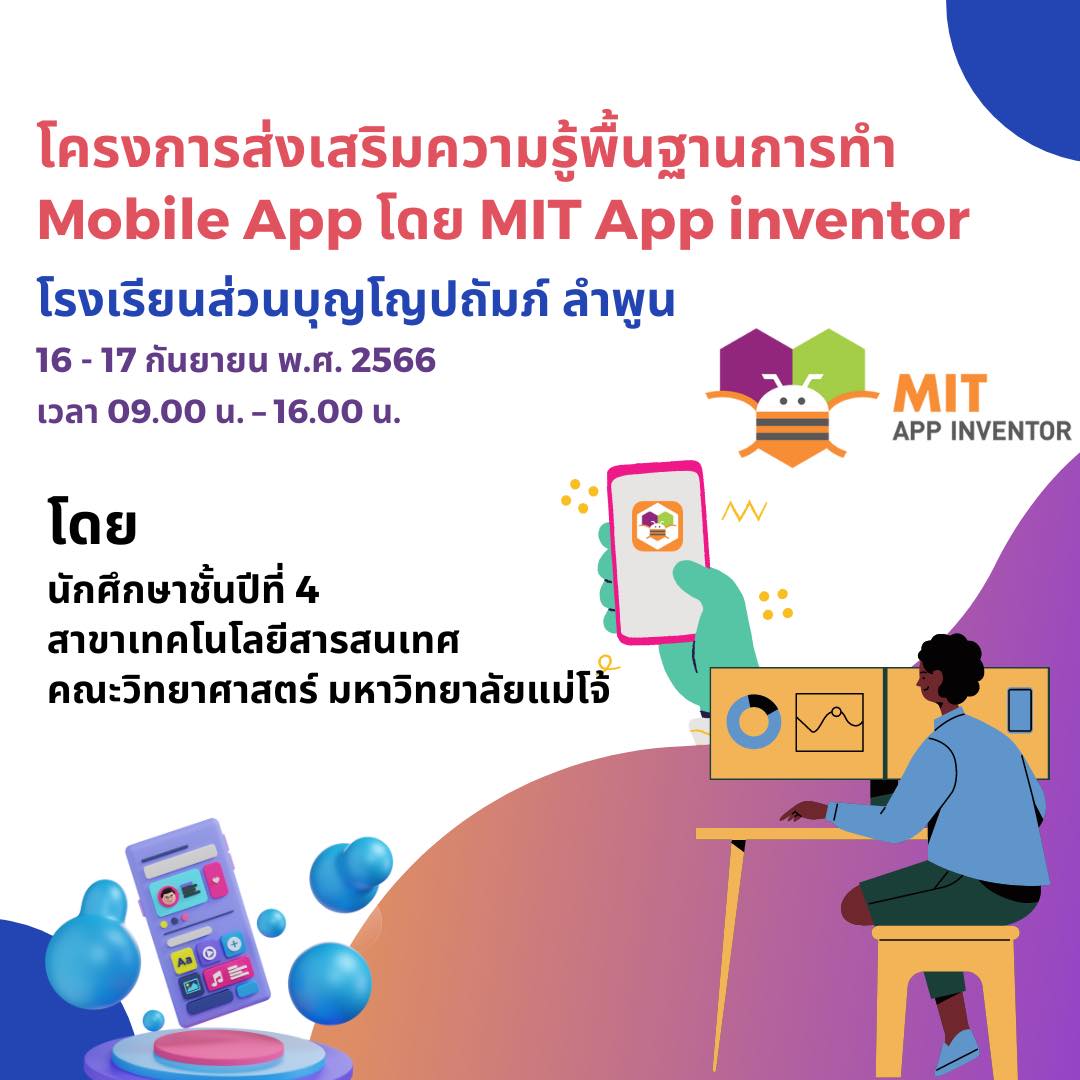 โครงการส่งเสริมความรู้พื้นฐานการทำ
Mobile App โดย MIT App inventor
โรงเรียนส่วนบุญโญปถัมภ์ ลำพูน
16 - 17 กันยายน พ.ศ. 2566
เวลา 09.00 น. – 16.00 น.
MIT
APP INVENTOR
โดย
นักศึกษาชั้นปีที่ 4
สาขาเทคโนโลยีสารสนเทศ
คณะวิทยาศาสตร์ มหาวิทยาลัยแม่โจ้
Aa